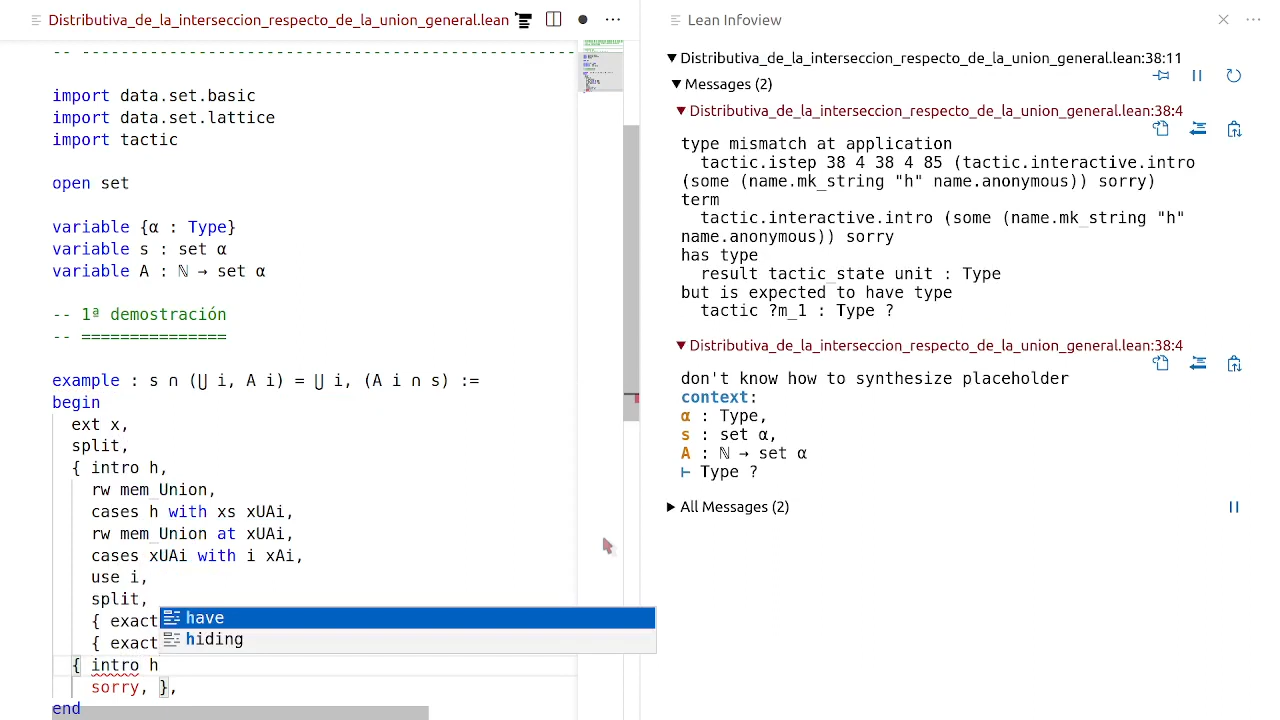 Distributiva_de_la_interseccion_respecto_de_la_union_general.lean
import data.set.basic
import data.set.lattice
import tactic
open set
variable {α : Type}
variable s : set α
variable A : ℕ → set α
-- 1ª demostración
-- ===============
example : s ∩ (⋃ i, A i) = ⋃ i, (A i ∩ s) :=
begin
ext x,
split,
{ intro h,
rw mem_Union,
cases h with xs xUAi,
rw mem_Union at xUAi,
cases xUAi with i xAi,
use i,
split,
{ exact
{ exact
have
hiding
{ intro h
sorry, },
end
Lean Infoview
Distributiva_de_la_interseccion_respecto_de_la_union_general.lean:38:11
Messages (2)
Distributiva_de_la_interseccion_respecto_de_la_union_general.lean:38:4
type mismatch at application
tactic.istep 38 4 38 4 85 (tactic.interactive.intro
(some (name.mk_string "h" name.anonymous)) sorry)
term
tactic.interactive.intro (some (name.mk_string "h"
name.anonymous)) sorry
has type
result tactic_state unit : Type
but is expected to have type
tactic ?m_1 : Type ?
Distributiva_de_la_interseccion_respecto_de_la_union_general.lean:38:4
don't know how to synthesize placeholder
context:
α : Type,
s : set α,
A : ℕ → set α
⊢ Type ?
All Messages (2)